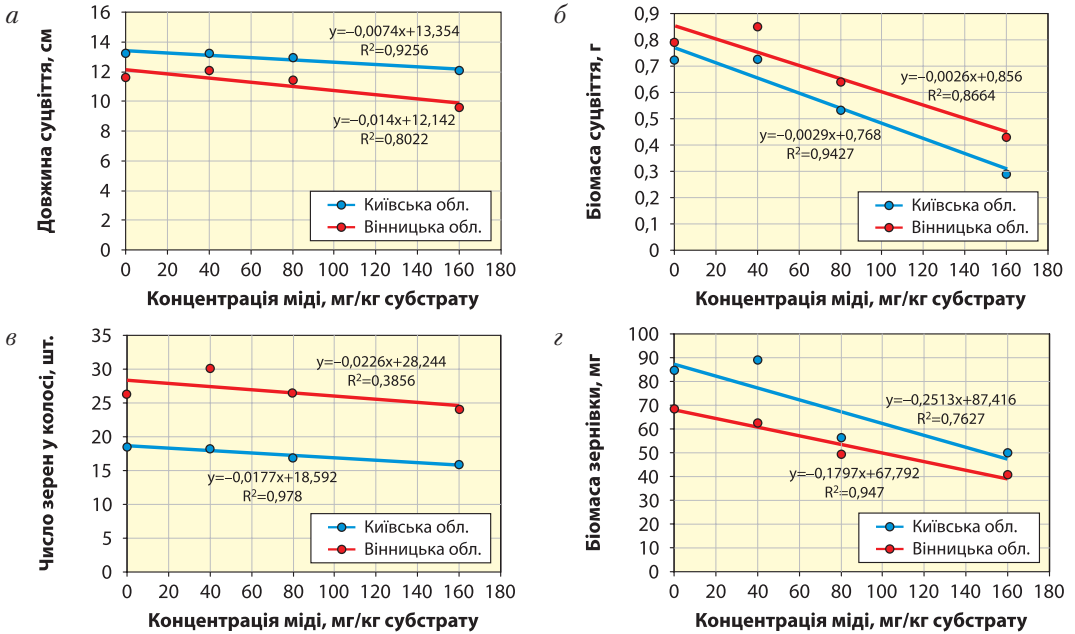 а
Довжина суцвіття, см
16
14
12
10
8
6
4
2
0
y=–0,0074x+13,354
R²=0,9256
y=–0,014x+12,142
R²=0,8022
Київська обл.
Вінницька обл.
0 20 40 60 80 100 120 140 160 180
Концентрація міді, мг/кг субстрату
б
Біомаса суцвіття, г
0,9
0,8
0,7
0,6
0,5
0,4
0,3
0,2
0,1
0
y=–0,0026x+0,856
R²=0,8664
y=–0,0029x+0,768
R²=0,9427
Київська обл.
Вінницька обл.
0 20 40 60 80 100 120 140 160 180
Концентрація міді, мг/кг субстрату
в
Число зерен у колосі, шт.
35
30
25
20
15
10
5
0
y=–0,0226x+28,244
R²=0,3856
y=–0,0177x+18,592
R²=0,978
Київська обл.
Вінницька обл.
0 20 40 60 80 100 120 140 160 180
Концентрація міді, мг/кг субстрату
г
Біомаса зернівки, мг
100
90
80
70
60
50
40
30
20
10
0
y=–0,2513x+87,416
R²=0,7627
y=–0,1797x+67,792
R²=0,947
Київська обл.
Вінницька обл.
0 20 40 60 80 100 120 140 160 180
Концентрація міді, мг/кг субстрату